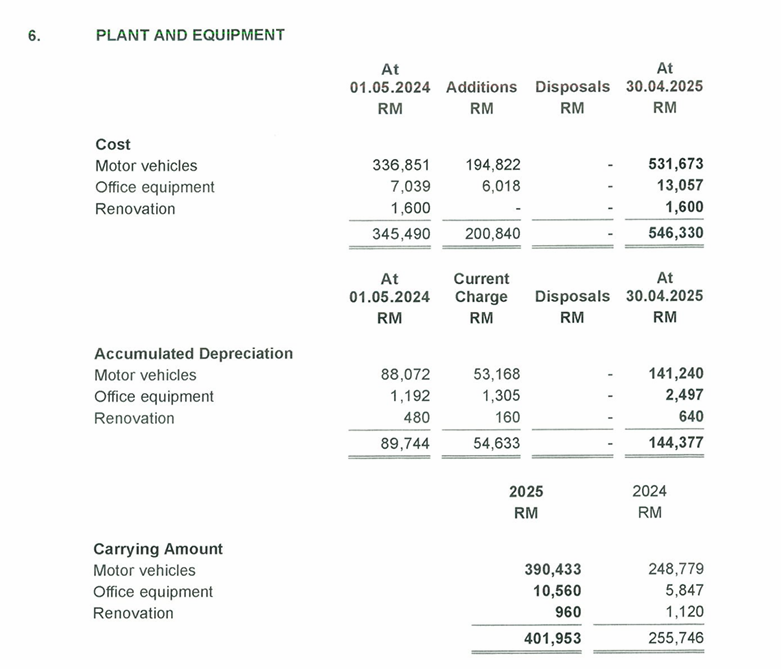 6. PLANT AND EQUIPMENT
At At
01.05.2024 Additions Disposals 30.04.2025
RM RM RM RM
Cost
Motor vehicles 336,851 194,822 - 531,673
Office equipment 7,039 6,018 - 13,057
Renovation 1,600 - - 1,600
345,490 200,840 - 546,330
At Current At
01.05.2024 Charge Disposals 30.04.2025
RM RM RM RM
Accumulated Depreciation
Motor vehicles 88,072 53,168 - 141,240
Office equipment 1,192 1,305 - 2,497
Renovation 480 160 - 640
89,744 54,633 - 144,377
2025 2024
RM RM
Carrying Amount
Motor vehicles 390,433 248,779
Office equipment 10,560 5,847
Renovation 960 1,120
401,953 255,746